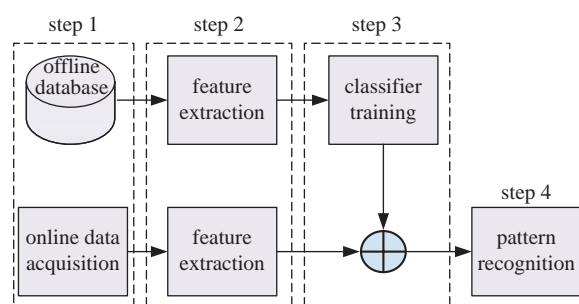 step 1
step 2
step 3
offline
database
feature
extraction
classifier
training
step 4
online data
acquisition
feature
extraction
pattern
recognition